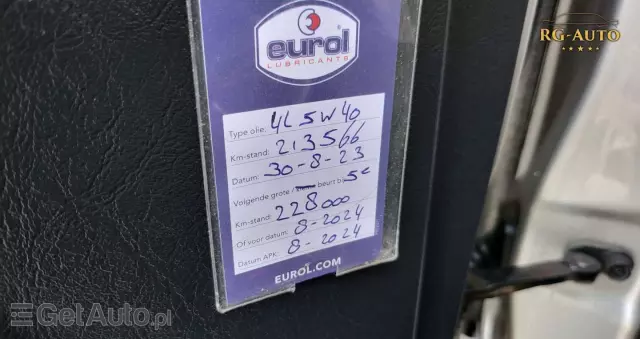 RG-AUTO
eurol
LUBRICANTS
Type olie: 4L 5W40
Km-stand: 213566
Datum: 30-8-23
Volgende grote / beurt bij
Km-stand: 228000
Of voor datum: 8-2024
Datum APK: 8-2024
EUROL.COM
GetAuto.pl